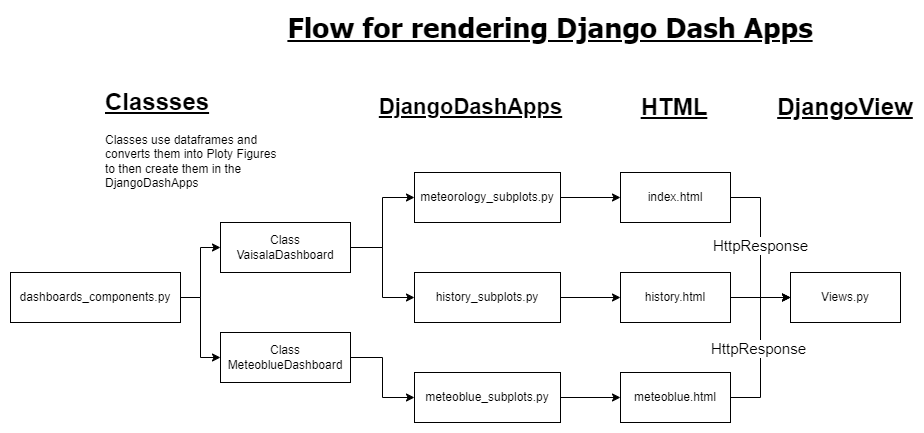 Flow for rendering Django Dash Apps
Classses
DjangoDashApps
HTML
DjangoView
Classes use dataframes and
converts them into Ploty Figures
to then create them in the
DjangoDashApps
meteorology_subplots.py
index.html
Class
VaisalaDashboard
HttpResponse
dashboards_components.py
history_subplots.py
history.html
Views.py
Class
MeteoblueDashboard
HttpResponse
meteoblue_subplots.py
meteoblue.html